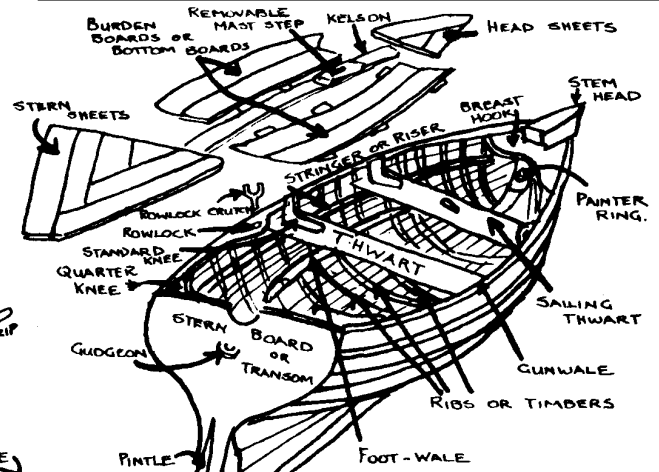 BURDEN
BOARDS OR
BOTTOM BOARDS
REMOVABLE
MAST STEP
KELSON
HEAD SHEETS
STERN
SHEETS
BREAST
HOOK
STEM
HEAD
STRINGER OR RISER
ROWLOCK CRUTCH
ROWLOCK
STANDARD
KNEE
QUARTER
KNEE
THWART
PAINTER
RING.
SAILING
THWART
STERN BOARD
OR
TRANSOM
GUDGEON
GUNWALE
RIBS OR TIMBERS
PINTLE
FOOT-WALE